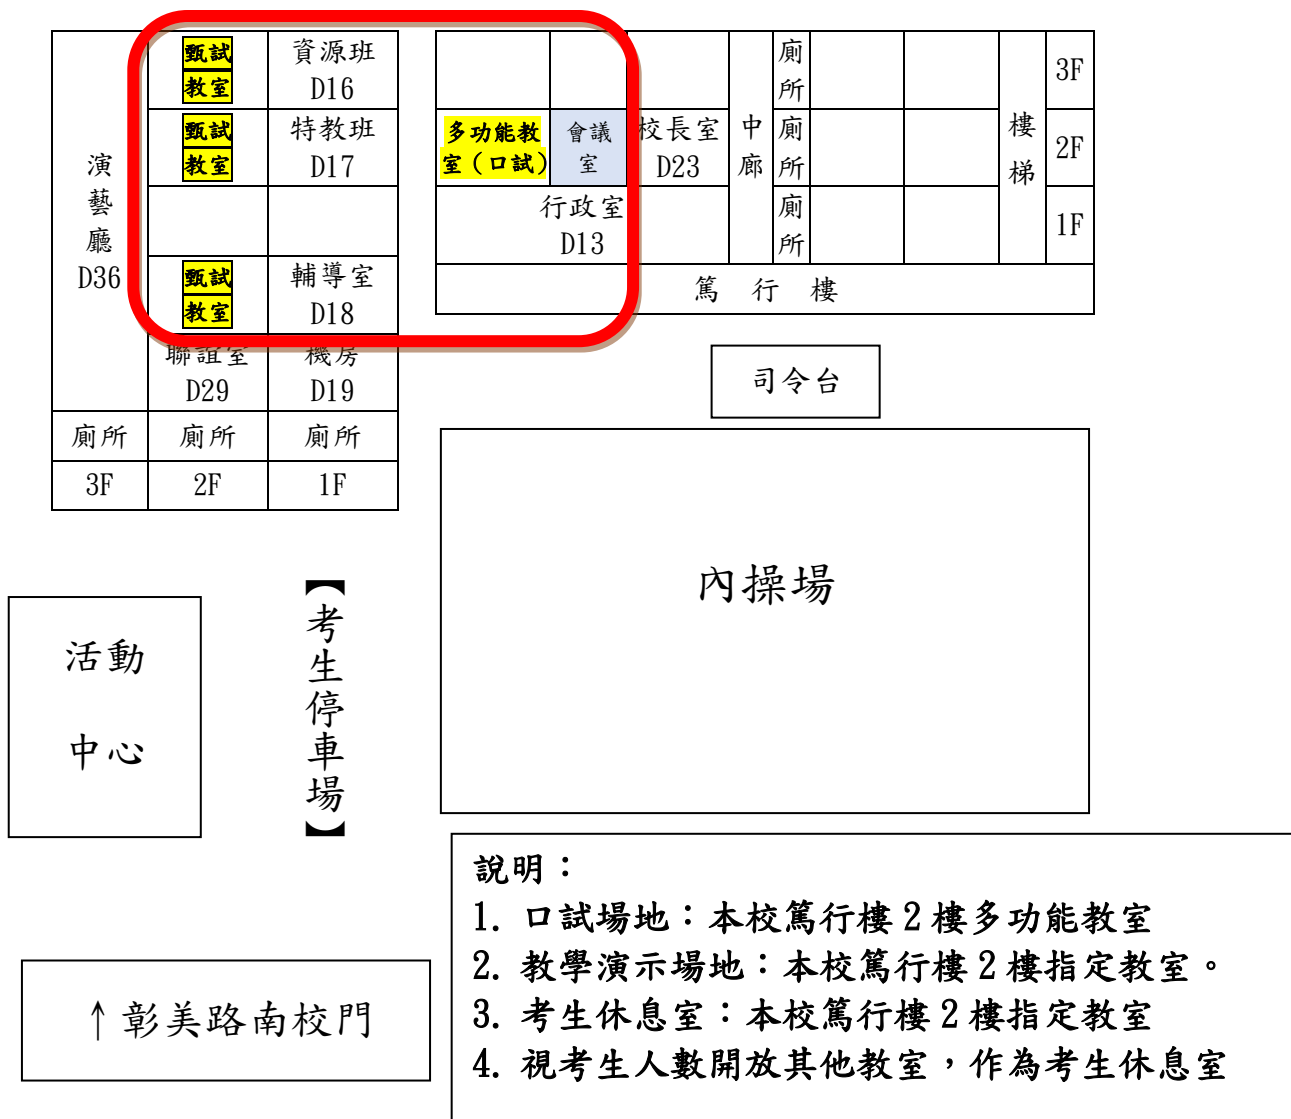 演藝廳 D36
甄試教室
資源班 D16
甄試教室
特教班 D17
甄試教室
輔導室 D18
聯誼室 D29
機房 D19
廁所 廁所 廁所
3F 2F 1F
多功能教室（口試）
會議室
校長室 D23
行政室 D13
中廊
廁所
廁所
廁所
樓梯
3F
2F
1F
篤行樓
司令台
內操場
活動中心
【考生停車場】
↑彰美路南校門
說明：
1. 口試場地：本校篤行樓 2 樓多功能教室
2. 教學演示場地：本校篤行樓 2 樓指定教室。
3. 考生休息室：本校篤行樓 2 樓指定教室
4. 視考生人數開放其他教室，作為考生休息室